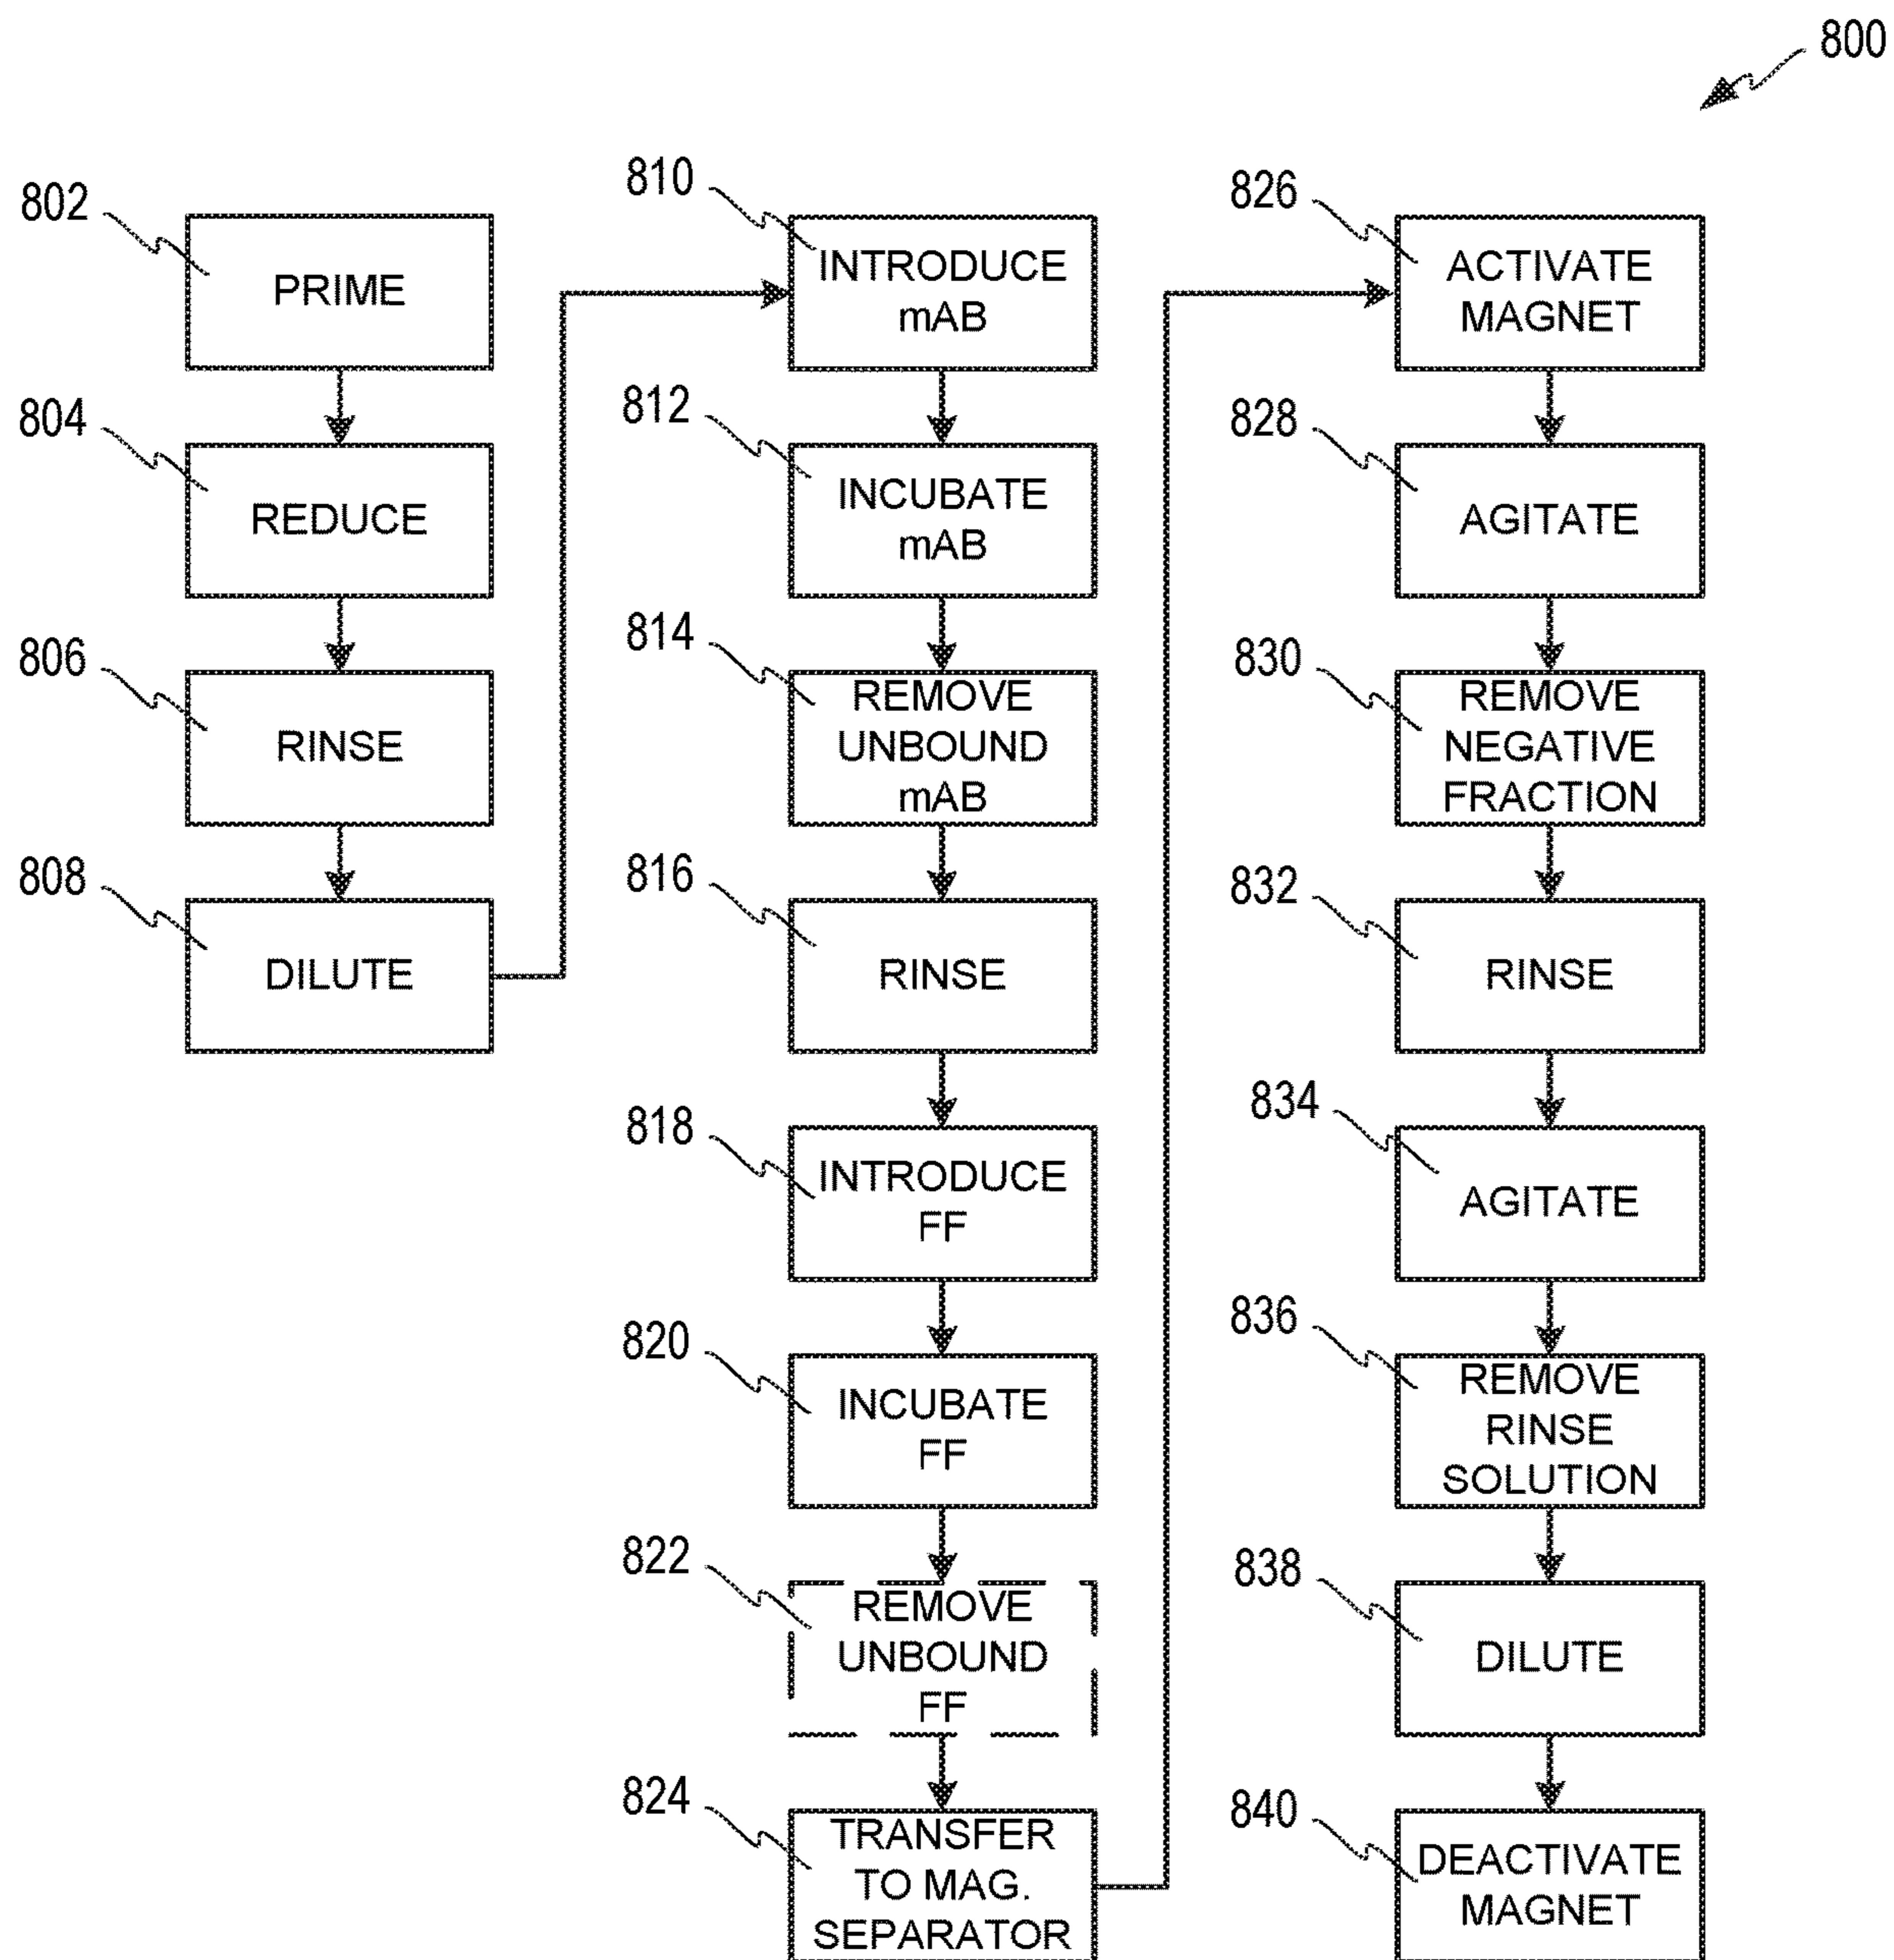 800
802
PRIME
804
REDUCE
806
RINSE
808
DILUTE
810
INTRODUCE
mAB
812
INCUBATE
mAB
814
REMOVE
UNBOUND
mAB
816
RINSE
818
INTRODUCE
FF
820
INCUBATE
FF
822
REMOVE
UNBOUND
FF
824
TRANSFER
TO MAG.
SEPARATOR
826
ACTIVATE
MAGNET
828
AGITATE
830
REMOVE
NEGATIVE
FRACTION
832
RINSE
834
AGITATE
836
REMOVE
RINSE
SOLUTION
838
DILUTE
840
DEACTIVATE
MAGNET